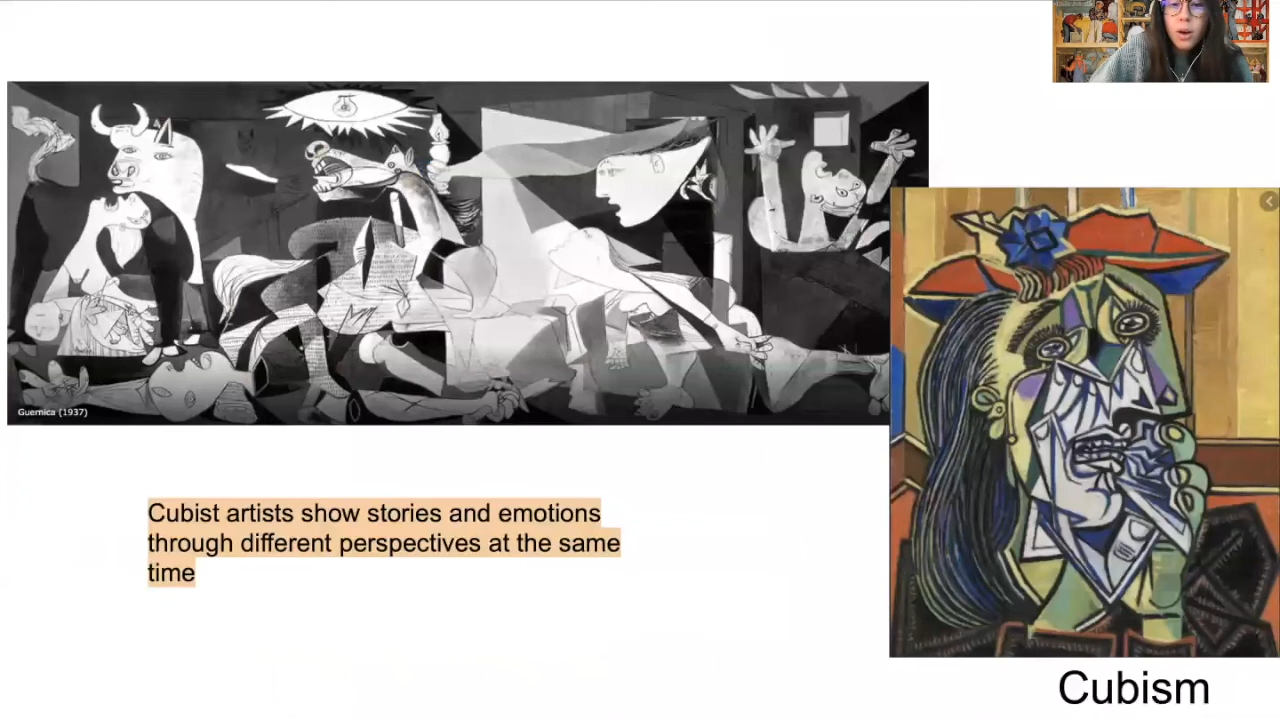 Guernica (1937)
Cubist artists show stories and emotions
through different perspectives at the same
time
Cubism